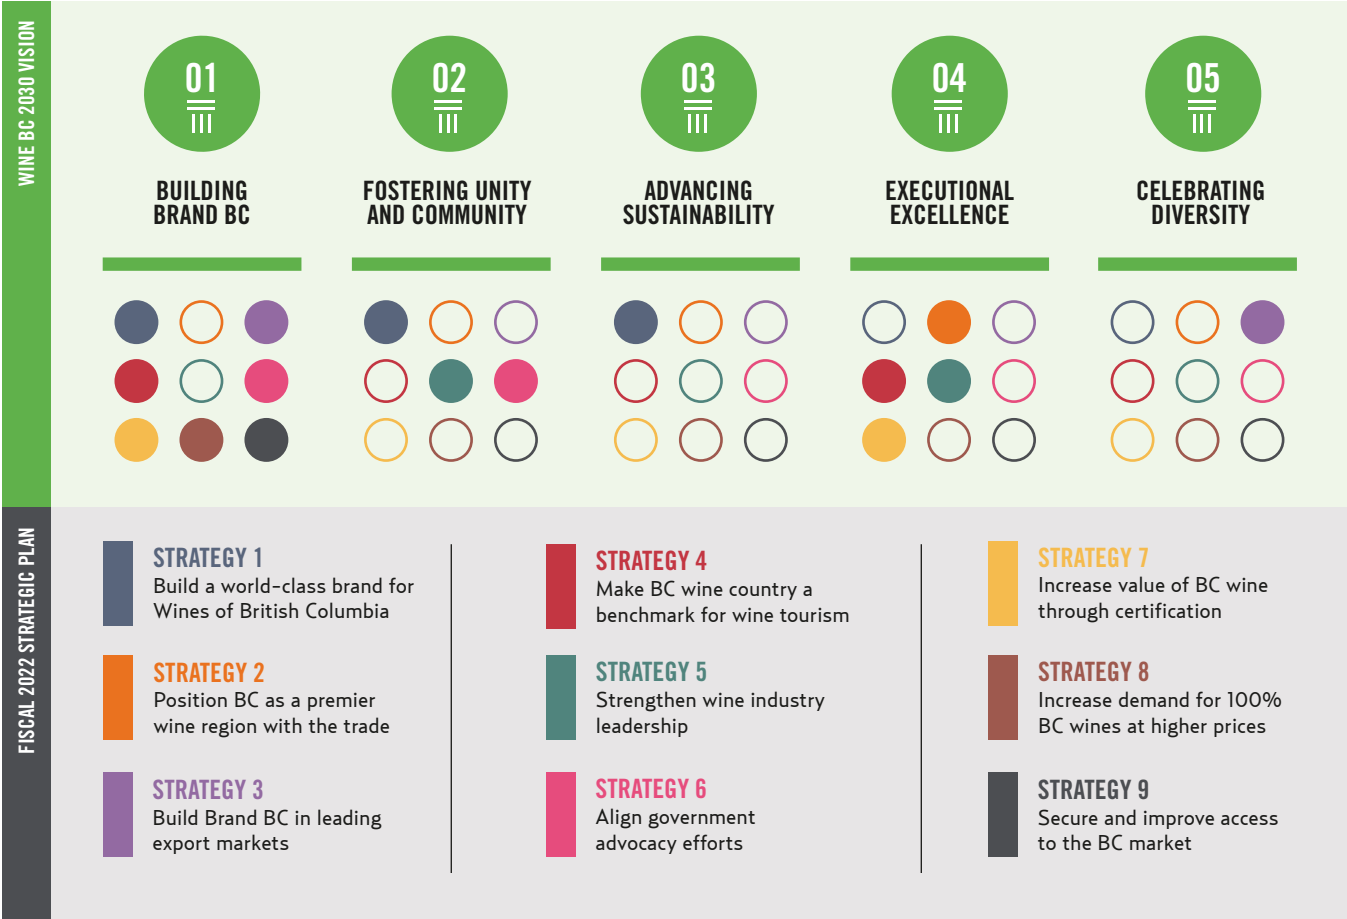 WINE BC 2030 VISION
01
BUILDING
BRAND BC
02
FOSTERING UNITY
AND COMMUNITY
03
ADVANCING
SUSTAINABILITY
04
EXECUTIONAL
EXCELLENCE
05
CELEBRATING
DIVERSITY
FISCAL 2022 STRATEGIC PLAN
STRATEGY 1
Build a world-class brand for
Wines of British Columbia
STRATEGY 2
Position BC as a premier
wine region with the trade
STRATEGY 3
Build Brand BC in leading
export markets
STRATEGY 4
Make BC wine country a
benchmark for wine tourism
STRATEGY 5
Strengthen wine industry
leadership
STRATEGY 6
Align government
advocacy efforts
STRATEGY 7
Increase value of BC wine
through certification
STRATEGY 8
Increase demand for 100%
BC wines at higher prices
STRATEGY 9
Secure and improve access
to the BC market